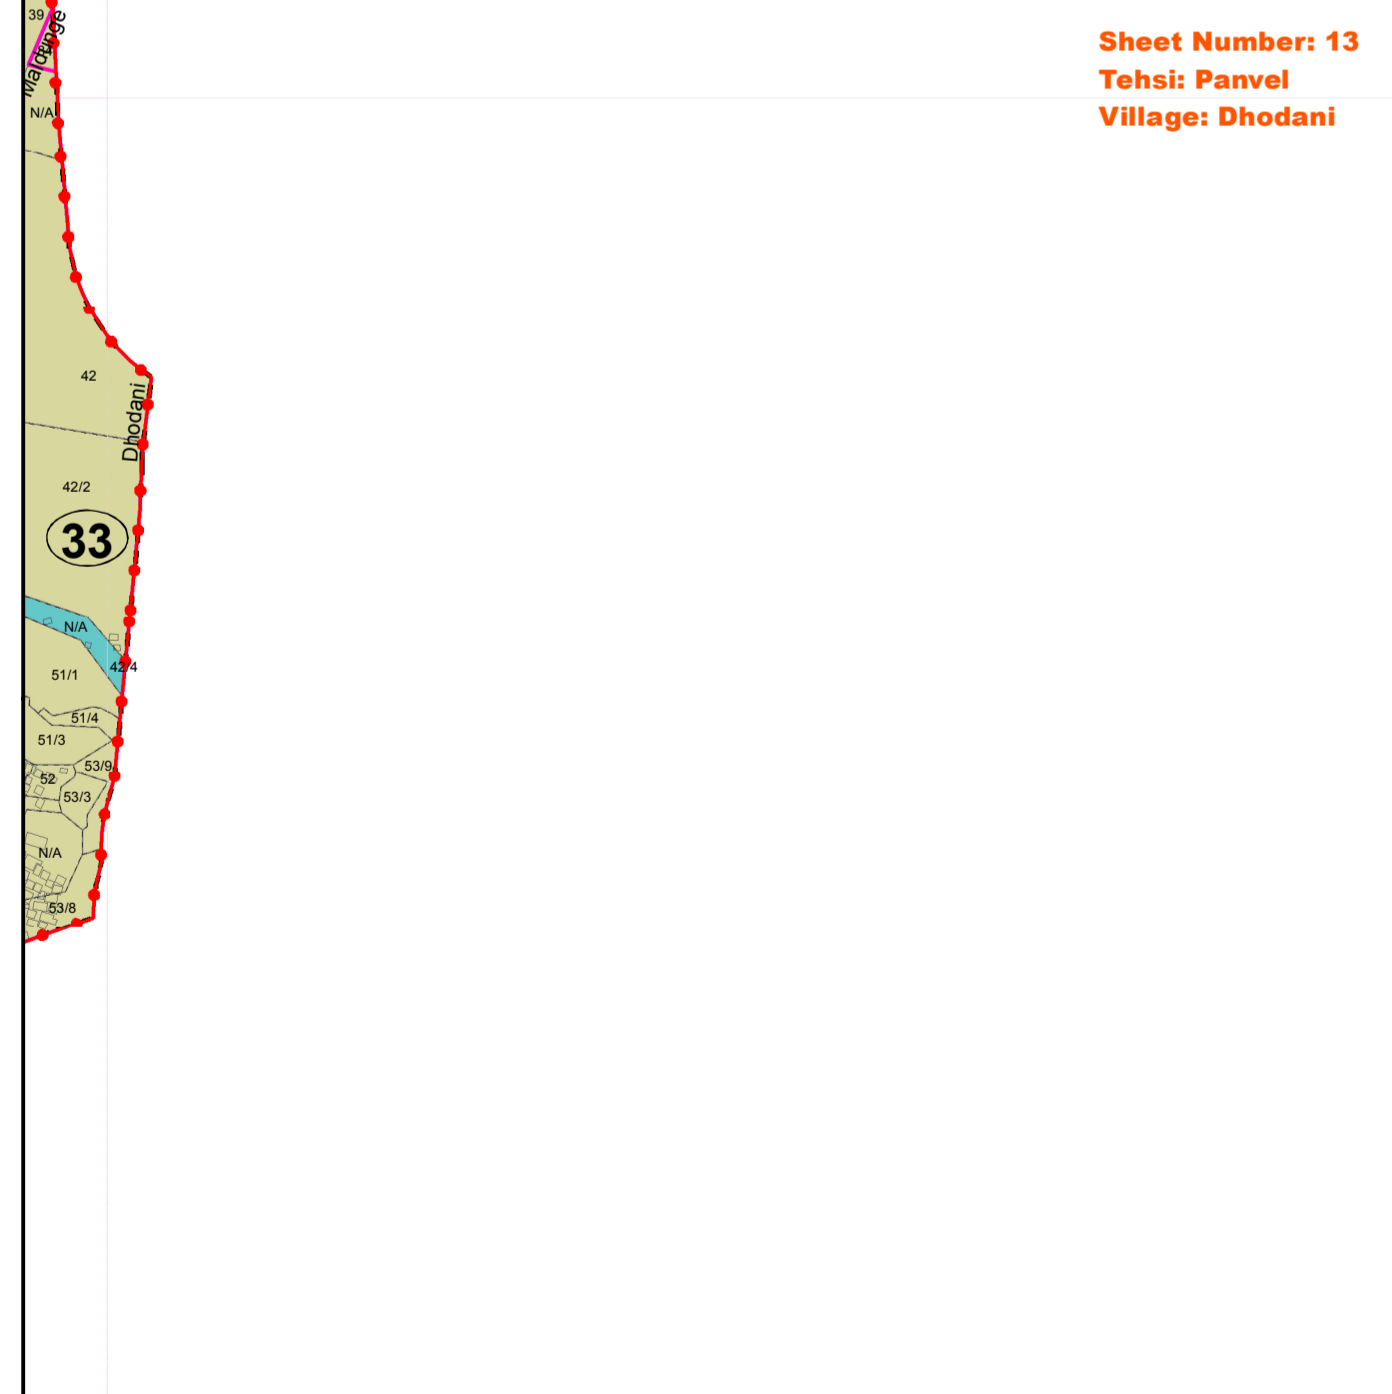 Sheet Number: 13
Tehsi: Panvel
Village: Dhodani
39
Maldunge
N/A
42
Dhodani
42/2
33
N/A
42/4
51/1
51/4
51/3
53/9
52
53/3
N/A
53/8